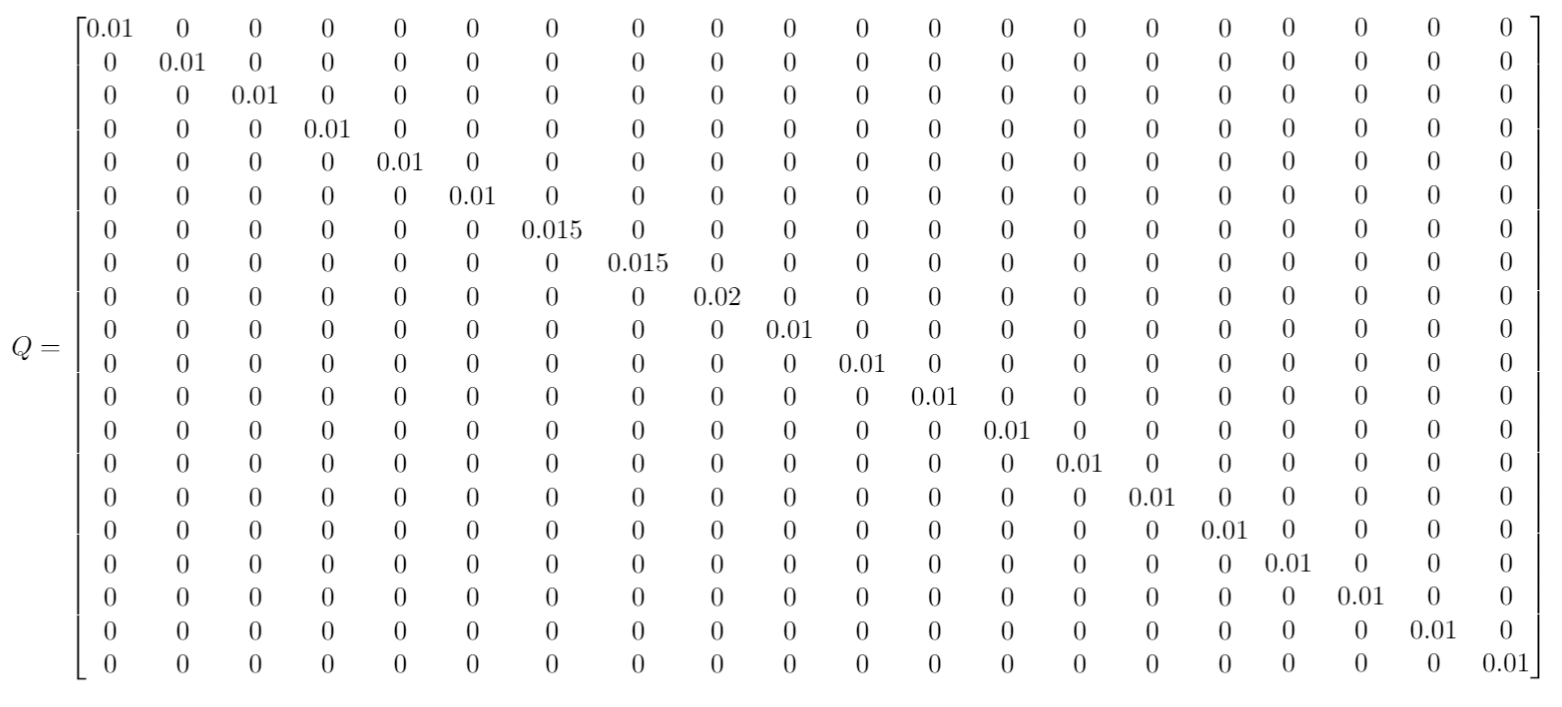 0.01 0 0 0 0 0 0 0 0 0 0 0 0 0 0 0 0 0 0 0
0 0.01 0 0 0 0 0 0 0 0 0 0 0 0 0 0 0 0 0 0
0 0 0.01 0 0 0 0 0 0 0 0 0 0 0 0 0 0 0 0 0
0 0 0 0.01 0 0 0 0 0 0 0 0 0 0 0 0 0 0 0 0
0 0 0 0 0.01 0 0 0 0 0 0 0 0 0 0 0 0 0 0 0
0 0 0 0 0 0.01 0 0 0 0 0 0 0 0 0 0 0 0 0 0
0 0 0 0 0 0 0.015 0 0 0 0 0 0 0 0 0 0 0 0 0
0 0 0 0 0 0 0 0.015 0 0 0 0 0 0 0 0 0 0 0 0
0 0 0 0 0 0 0 0 0.02 0 0 0 0 0 0 0 0 0 0 0
Q = 0 0 0 0 0 0 0 0 0 0.01 0 0 0 0 0 0 0 0 0 0
0 0 0 0 0 0 0 0 0 0 0.01 0 0 0 0 0 0 0 0 0
0 0 0 0 0 0 0 0 0 0 0 0.01 0 0 0 0 0 0 0 0
0 0 0 0 0 0 0 0 0 0 0 0 0.01 0 0 0 0 0 0 0
0 0 0 0 0 0 0 0 0 0 0 0 0 0.01 0 0 0 0 0 0
0 0 0 0 0 0 0 0 0 0 0 0 0 0 0.01 0 0 0 0 0
0 0 0 0 0 0 0 0 0 0 0 0 0 0 0 0.01 0 0 0 0
0 0 0 0 0 0 0 0 0 0 0 0 0 0 0 0 0.01 0 0 0
0 0 0 0 0 0 0 0 0 0 0 0 0 0 0 0 0 0.01 0 0
0 0 0 0 0 0 0 0 0 0 0 0 0 0 0 0 0 0 0.01 0
0 0 0 0 0 0 0 0 0 0 0 0 0 0 0 0 0 0 0 0.01